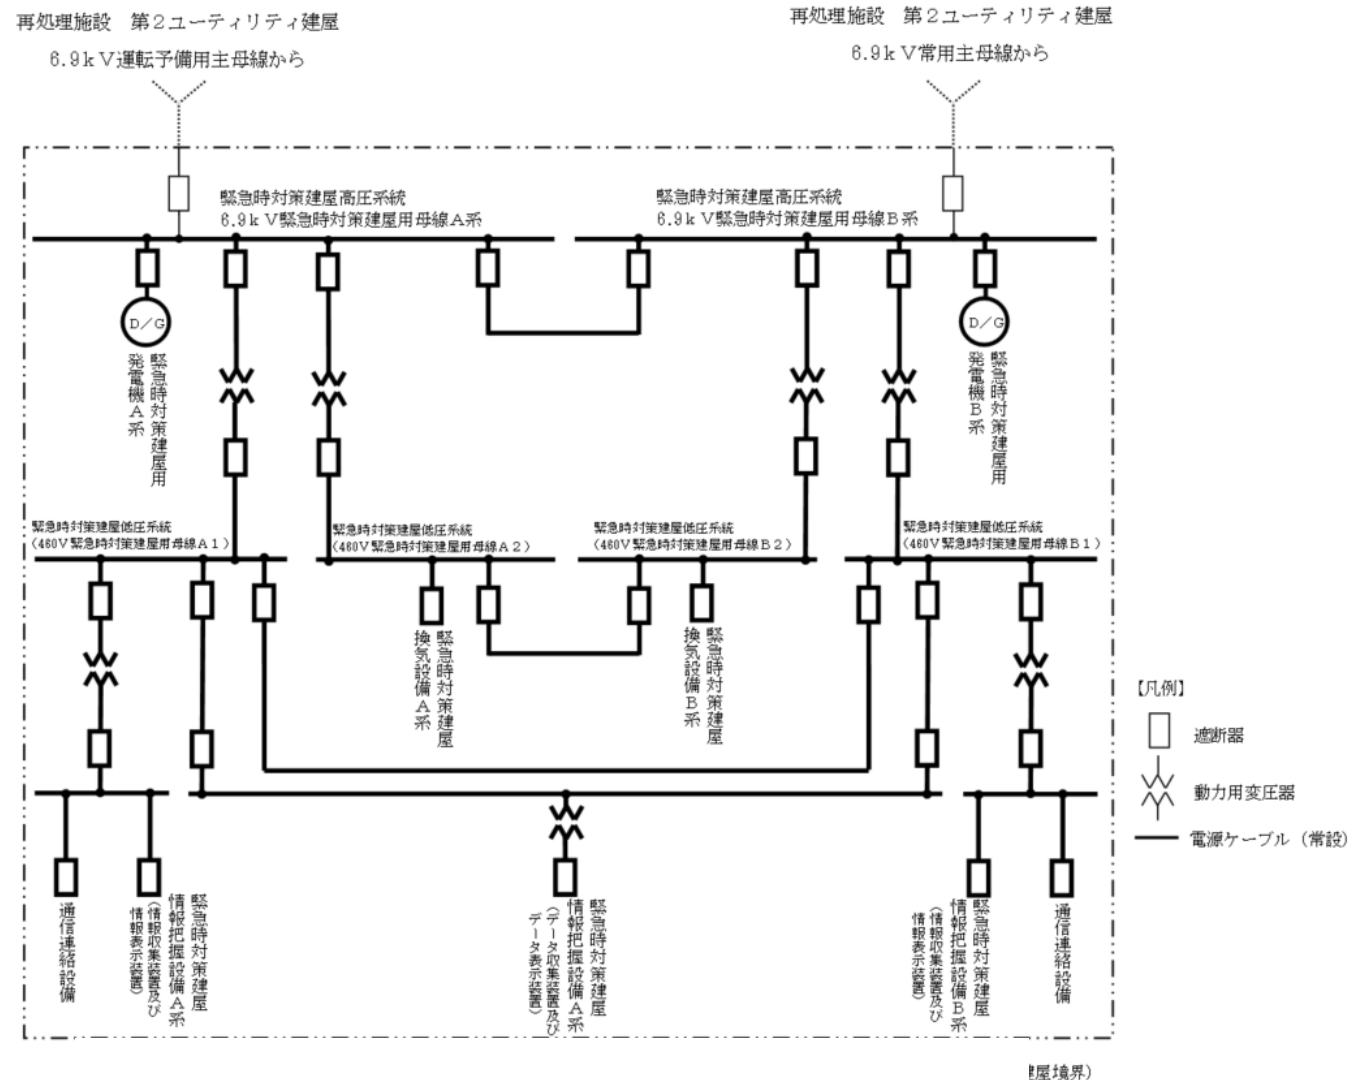 再処理施設　第２ユーティリティ建屋
6.9ｋＶ運転予備用主母線から
再処理施設　第２ユーティリティ建屋
6.9ｋＶ常用主母線から
緊急時対策建屋高圧系統
6.9ｋＶ緊急時対策建屋用母線Ａ系
緊急時対策建屋高圧系統
6.9ｋＶ緊急時対策建屋用母線Ｂ系
D／G
緊急時対策建屋用
発電機Ａ系
D／G
緊急時対策建屋用
発電機Ｂ系
緊急時対策建屋低圧系統
（460Ｖ緊急時対策建屋用母線Ａ１）
緊急時対策建屋低圧系統
（460Ｖ緊急時対策建屋用母線Ａ２）
緊急時対策建屋低圧系統
（460Ｖ緊急時対策建屋用母線Ｂ２）
緊急時対策建屋低圧系統
（460Ｖ緊急時対策建屋用母線Ｂ１）
緊急時対策建屋
換気設備Ａ系
緊急時対策建屋
換気設備Ｂ系
【凡例】
遮断器
動力用変圧器
電源ケーブル（常設）
通信連絡設備
緊急時対策建屋
情報把握設備Ａ系
（情報収集装置及び
情報表示装置）
緊急時対策建屋
情報把握設備Ａ系
（データ収集装置及び
データ表示装置）
緊急時対策建屋
情報把握設備Ｂ系
（情報収集装置及び
情報表示装置）
通信連絡設備
屋境界）